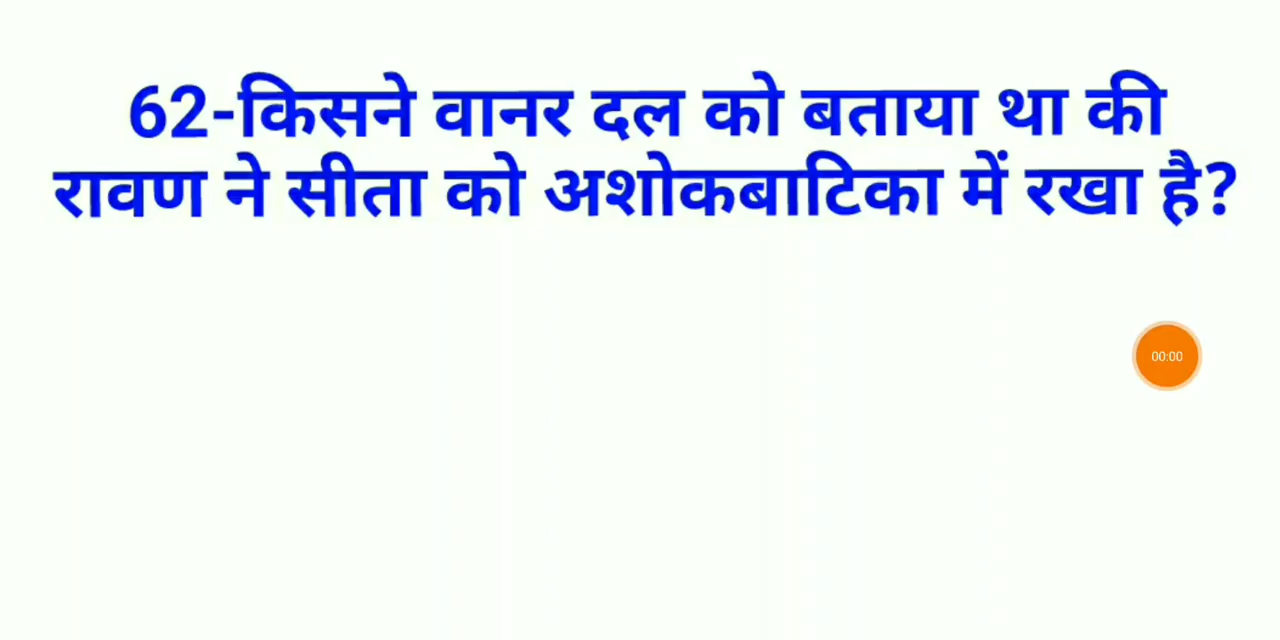 62-किसने वानर दल को बताया था की
रावण ने सीता को अशोकबाटिका में रखा है?
00:00